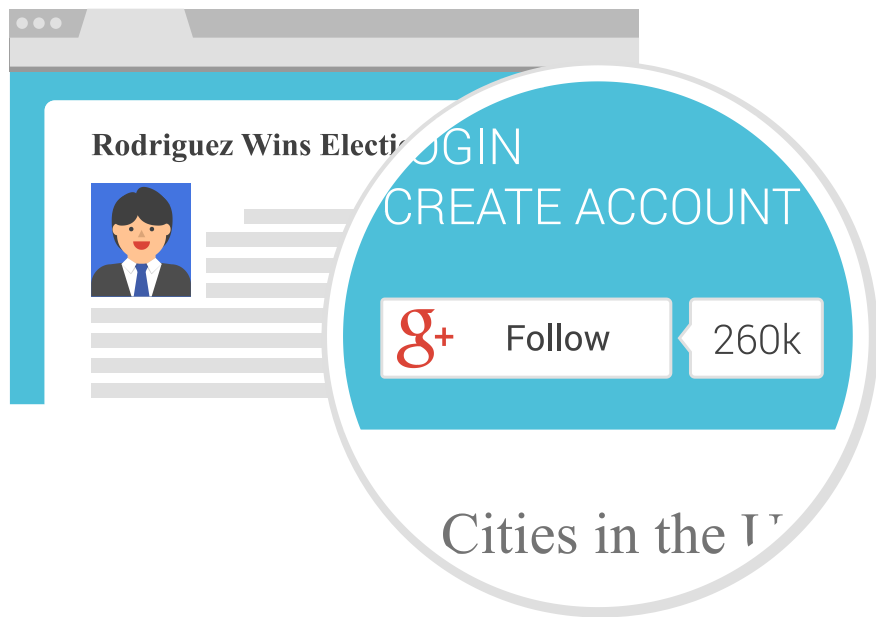 Rodriguez Wins Electi
OGIN
CREATE ACCOUNT
g+ Follow 260k
Cities in the